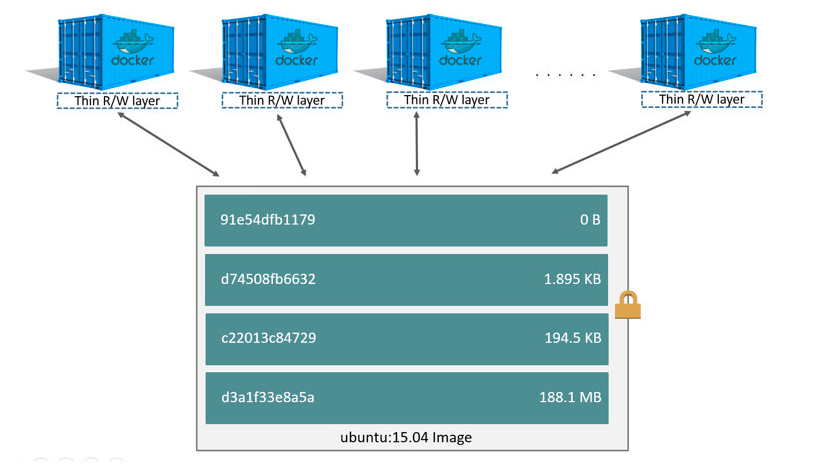 docker docker docker docker
Thin R/W layer Thin R/W layer Thin R/W layer . . . . . . Thin R/W layer
91e54dfb1179 0 B
d74508fb6632 1.895 KB
c22013c84729 194.5 KB
d3a1f33e8a5a 188.1 MB
ubuntu:15.04 Image